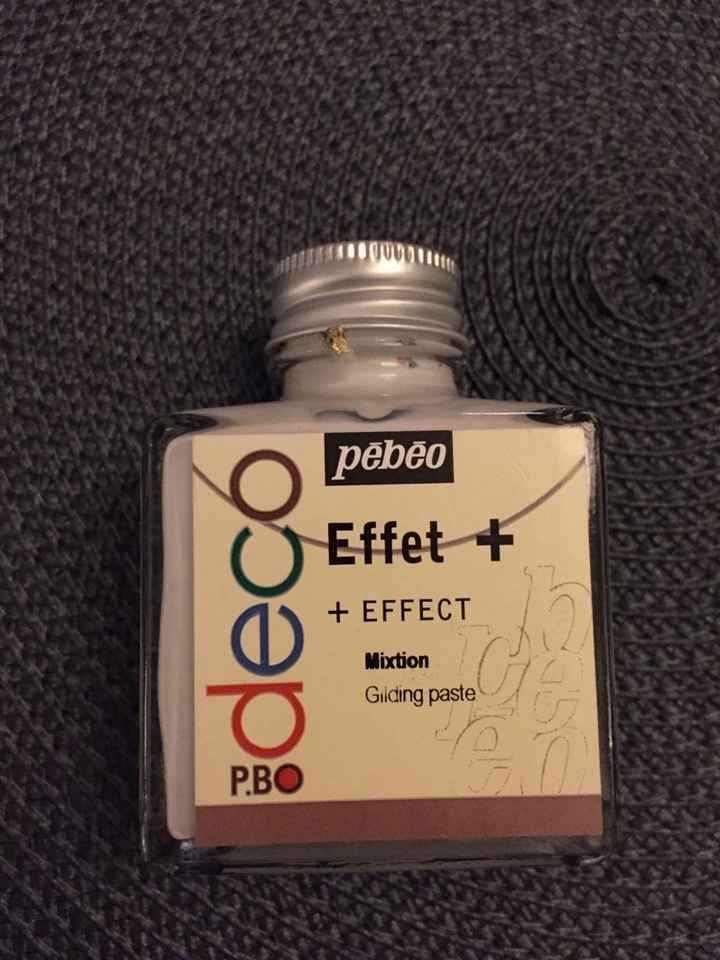 pēbēo
deco
P.BO
Effet +
+ EFFECT
Mixtion
Gilding paste